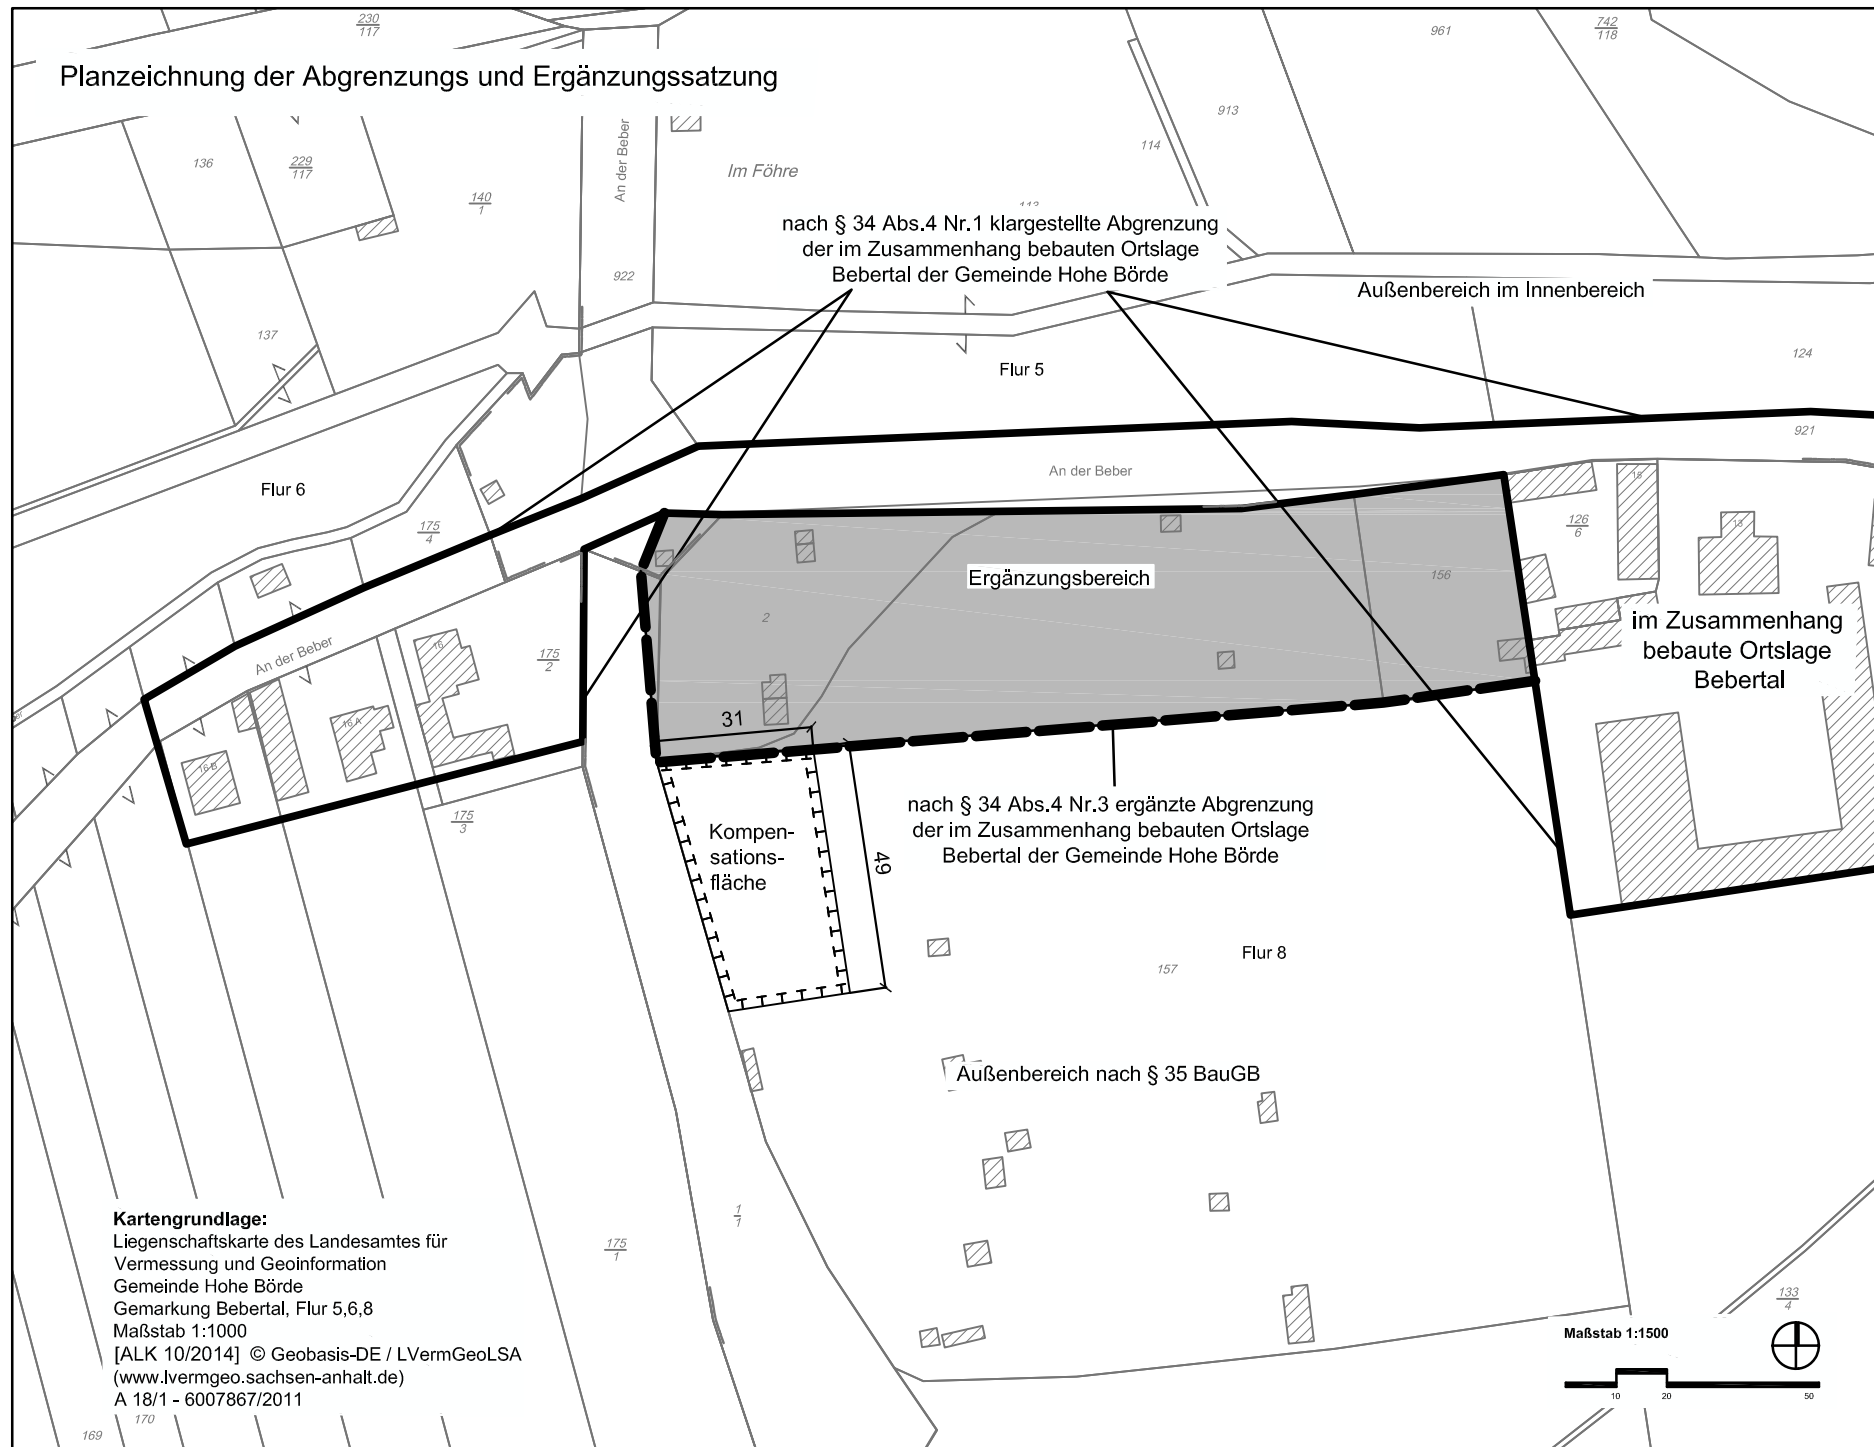 230
117
961
742
118
Planzeichnung der Abgrenzungs und Ergänzungssatzung
913
114
136
229
117
140
1
An der Beber
Im Föhre
nach § 34 Abs.4 Nr.1 klargestellte Abgrenzung
der im Zusammenhang bebauten Ortslage
Bebertal der Gemeinde Hohe Börde
922
Außenbereich im Innenbereich
137
124
Flur 5
921
An der Beber
Flur 6
175
4
15
126
6
13
Ergänzungsbereich
156
2
im Zusammenhang
bebaute Ortslage
Bebertal
An der Beber
16
175
2
16 A
16 B
31
175
3
nach § 34 Abs.4 Nr.3 ergänzte Abgrenzung
der im Zusammenhang bebauten Ortslage
Bebertal der Gemeinde Hohe Börde
Kompen-
sations-
fläche
49
Flur 8
157
Außenbereich nach § 35 BauGB
1
1
175
1
Kartengrundlage:
Liegenschaftskarte des Landesamtes für
Vermessung und Geoinformation
Gemeinde Hohe Börde
Gemarkung Bebertal, Flur 5,6,8
Maßstab 1:1000
[ALK 10/2014] © Geobasis-DE / LVermGeoLSA
(www.lvermgeo.sachsen-anhalt.de)
A 18/1 - 6007867/2011
170
169
133
4
Maßstab 1:1500
10 20 50